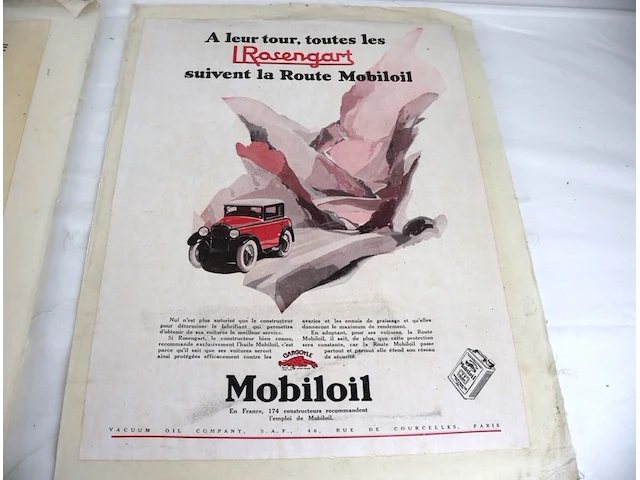 A leur tour, toutes les
LRosengart
suivent la Route Mobiloil
Nul n'est plus autorisé que le constructeur
pour déterminer le lubrifiant qui permettra
d'obtenir de ses voitures le meilleur service.
Si Rosengart, le constructeur bien connu,
recommande exclusivement l'huile Mobiloil, c'est
parce qu'il sait que ses voitures seront
ainsi protégées efficacement contre les
avaries et les ennuis de graissage et qu'elles
donneront le maximum de rendement.
En adoptant, pour ses voitures, la Route
Mobiloil, il sait, de plus, que cette protection
sera constante, car la Route Mobiloil passe
partout et partout elle étend son réseau
de sécurité.
GARGOYLE
Mobiloil
En France, 174 constructeurs recommandent
l'emploi de Mobiloil.
VACUUM OIL COMPANY, S.A.F., 46, RUE DE COURCELLES, PARIS